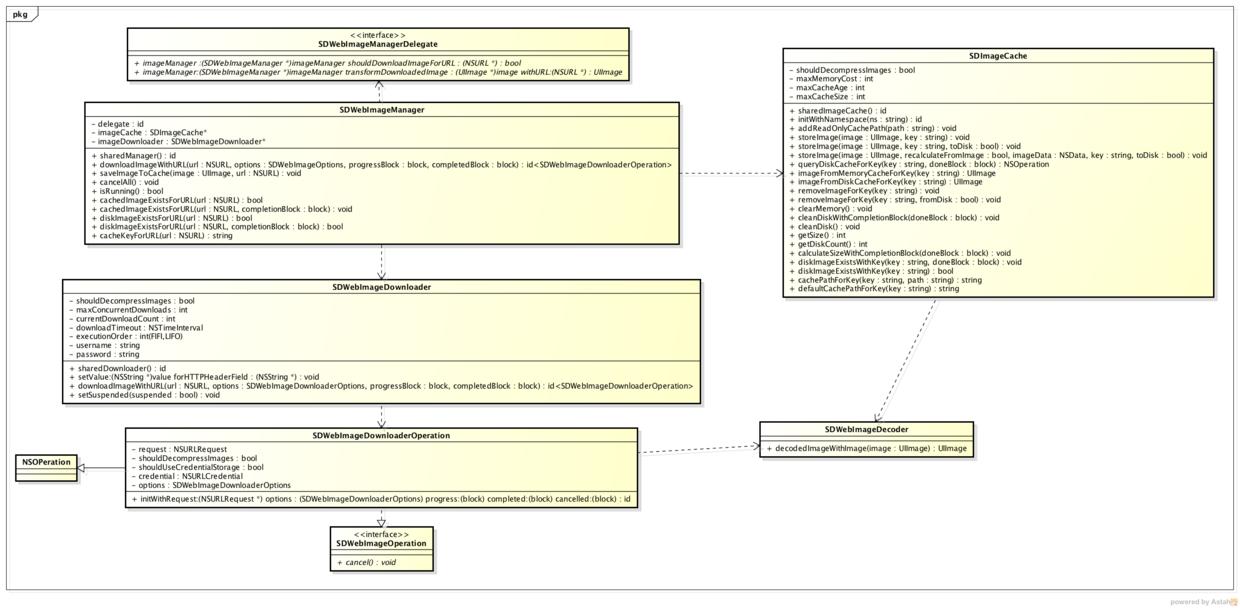 pkg
<<interface>>
SDWebImageManagerDelegate
+ imageManager :(SDWebImageManager *)imageManager shouldDownloadImageForURL : (NSURL *) : bool
+ imageManager:(SDWebImageManager *)imageManager transformDownloadedImage : (UIImage *)image withURL:(NSURL *) : UIImage
SDWebImageManager
- delegate : id
- imageCache : SDImageCache*
- imageDownloader : SDWebImageDownloader*
+ sharedManager() : id
+ downloadImageWithURL(url : NSURL, options : SDWebImageOptions, progressBlock : block, completedBlock : block) : id<SDWebImageDownloaderOperation>
+ saveImageToCache(image : UIImage, url : NSURL) : void
+ cancelAll() : void
+ isRunning() : bool
+ cachedImageExistsForURL(url : NSURL) : bool
+ cachedImageExistsForURL(url : NSURL, completionBlock : block) : void
+ diskImageExistsForURL(url : NSURL) : bool
+ diskImageExistsForURL(url : NSURL, completionBlock : block) : bool
+ cacheKeyForURL(url : NSURL) : string
SDImageCache
- shouldDecompressImages : bool
- maxMemoryCost : int
- maxCacheAge : int
- maxCacheSize : int
+ sharedImageCache() : id
+ initWithNamespace(ns : string) : id
+ addReadOnlyCachePath(path : string) : void
+ storeImage(image : UIImage, key : string) : void
+ storeImage(image : UIImage, key : string, toDisk : bool) : void
+ storeImage(image : UIImage, recalculateFromImage : bool, imageData : NSData, key : string, toDisk : bool) : void
+ queryDiskCacheForKey(key : string, doneBlock : block) : NSOperation
+ imageFromMemoryCacheForKey(key : string) : UIImage
+ imageFromDiskCacheForKey(key : string) : UIImage
+ removeImageForKey(key : string) : void
+ removeImageForKey(key : string, fromDisk : bool) : void
+ clearMemory() : void
+ cleanDiskWithCompletionBlock(doneBlock : block) : void
+ cleanDisk() : void
+ getSize() : int
+ getDiskCount() : int
+ calculateSizeWithCompletionBlock(doneBlock : block) : void
+ diskImageExistsWithKey(key : string, doneBlock : block) : void
+ diskImageExistsWithKey(key : string) : bool
+ cachePathForKey(key : string, path : string) : string
+ defaultCachePathForKey(key : string) : string
SDWebImageDownloader
- shouldDecompressImages : bool
- maxConcurrentDownloads : int
- currentDownloadCount : int
- downloadTimeout : NSTimeInterval
- executionOrder : int(FIFI,LIFO)
- username : string
- password : string
+ sharedDownloader() : id
+ setValue:(NSString *)value forHTTPHeaderField : (NSString *) : void
+ downloadImageWithURL(url : NSURL, options : SDWebImageDownloaderOptions, progressBlock : block, completedBlock : block) : id<SDWebImageDownloaderOperation>
+ setSuspended(suspended : bool) : void
SDWebImageDownloaderOperation
- request : NSURLRequest
- shouldDecompressImages : bool
- shouldUseCredentialStorage : bool
- credential : NSURLCredential
- options : SDWebImageDownloaderOptions
+ initWithRequest:(NSURLRequest *) options : (SDWebImageDownloaderOptions) progress:(block) completed:(block) cancelled:(block) : id
SDWebImageDecoder
+ decodedImageWithImage(image : UIImage) : UIImage
NSOPeration
<<interface>>
SDWebImageOperation
+ cancel() : void
powered by Astah